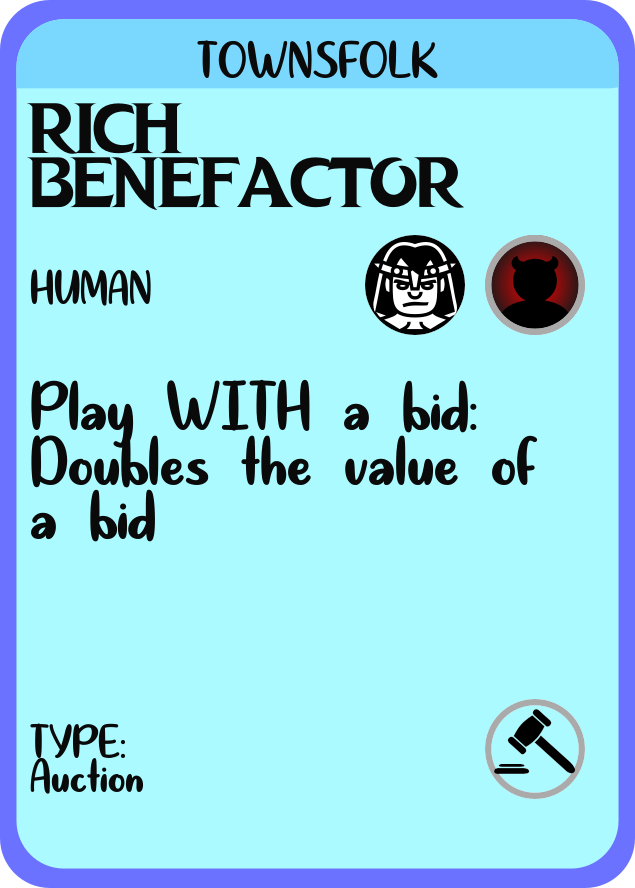 TOWNSFOLK
RICH
BENEFACTOR
HUMAN
Play WITH a bid:
Doubles the value of
a bid
TYPE:
Auction